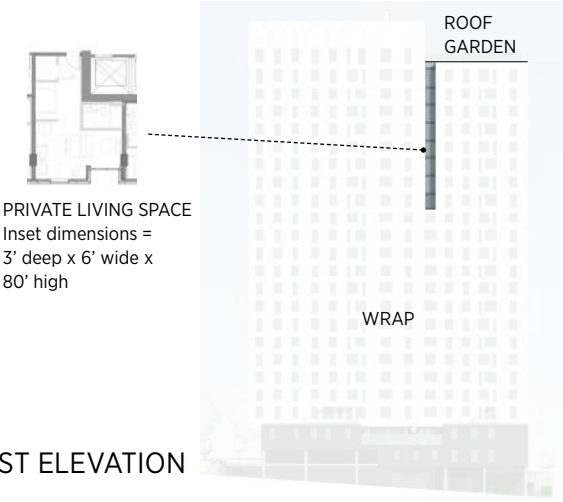 ROOF
GARDEN
PRIVATE LIVING SPACE
Inset dimensions =
3’ deep x 6’ wide x
80’ high
WRAP
ST ELEVATION